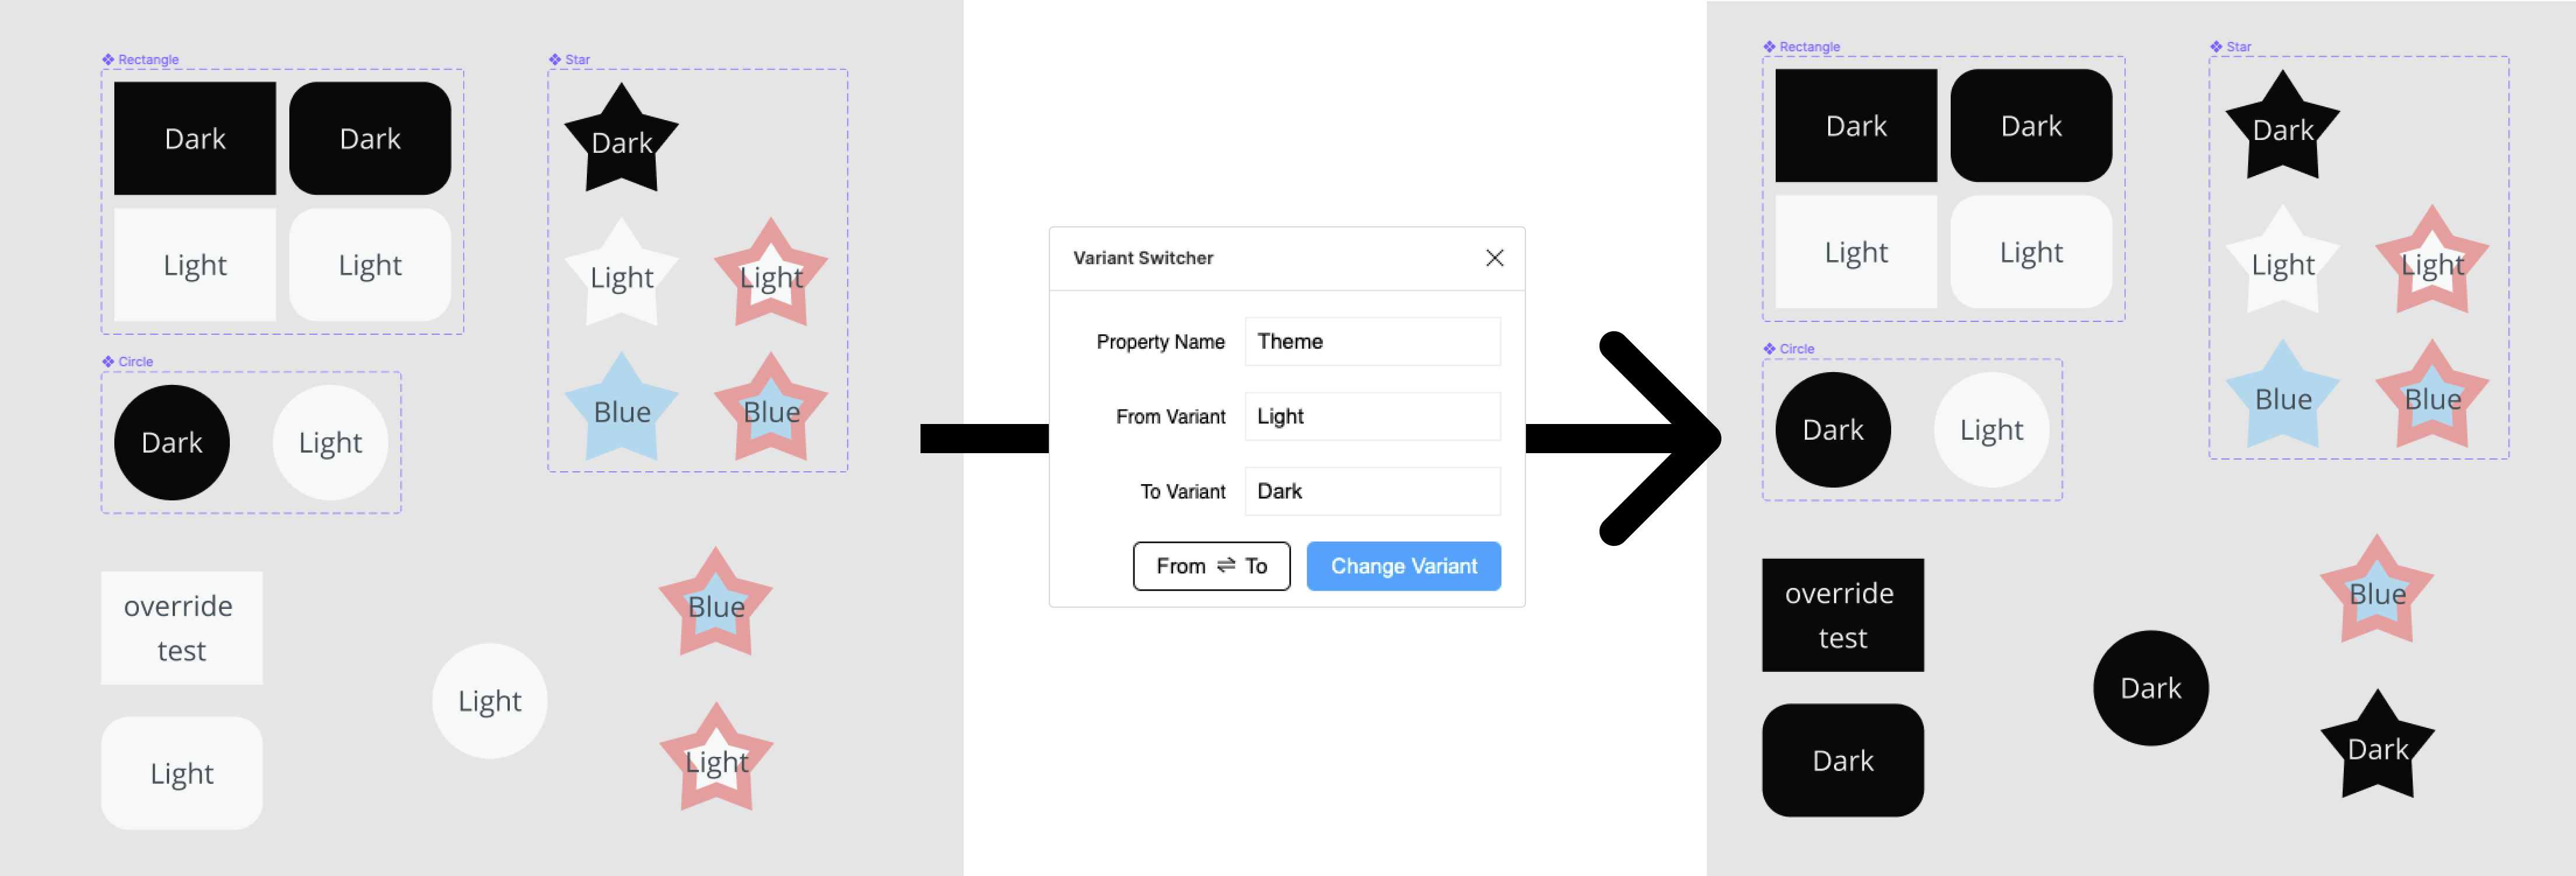 Rectangle
Dark
Dark
Light
Light
Circle
Dark
Light
Star
Dark
Light
Light
Blue
Blue
override
test
Light
Light
Blue
Light
Variant Switcher
Property Name
Theme
From Variant
Light
To Variant
Dark
From ⇌ To
Change Variant
Rectangle
Dark
Dark
Light
Light
Circle
Dark
Light
Star
Dark
Light
Light
Blue
Blue
override
test
Dark
Dark
Blue
Dark